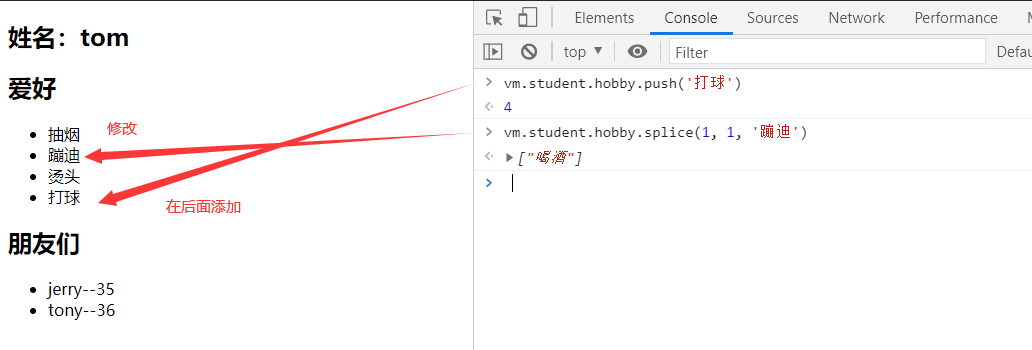 姓名：tom
爱好
抽烟
修改
蹦迪
烫头
打球
在后面添加
朋友们
jerry--35
tony--36
Elements Console Sources Network Performance
top ▼ Filter Defau
vm.student.hobby.push('打球')
4
vm.student.hobby.splice(1, 1, '蹦迪')
▶["喝酒"]